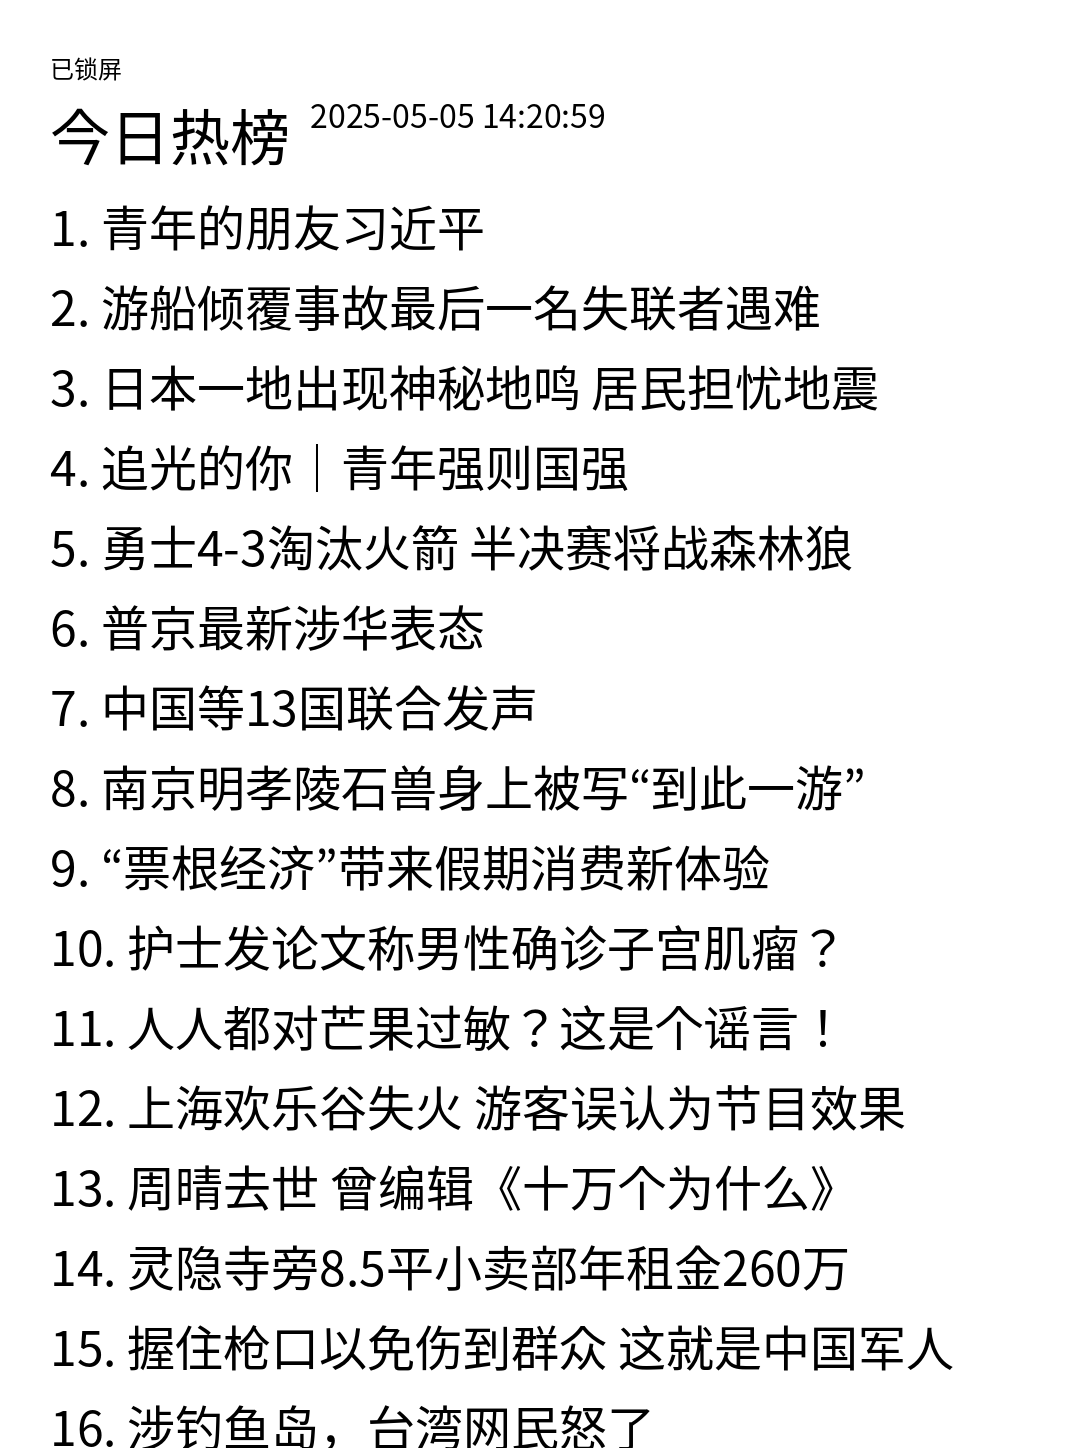 已锁屏
今日热榜 2025-05-05 14:20:59
1. 青年的朋友习近平
2. 游船倾覆事故最后一名失联者遇难
3. 日本一地出现神秘地鸣 居民担忧地震
4. 追光的你｜青年强则国强
5. 勇士4-3淘汰火箭 半决赛将战森林狼
6. 普京最新涉华表态
7. 中国等13国联合发声
8. 南京明孝陵石兽身上被写“到此一游”
9. “票根经济”带来假期消费新体验
10. 护士发论文称男性确诊子宫肌瘤？
11. 人人都对芒果过敏？这是个谣言！
12. 上海欢乐谷失火 游客误认为节目效果
13. 周晴去世 曾编辑《十万个为什么》
14. 灵隐寺旁8.5平小卖部年租金260万
15. 握住枪口以免伤到群众 这就是中国军人
16. 涉钓鱼岛，台湾网民怒了